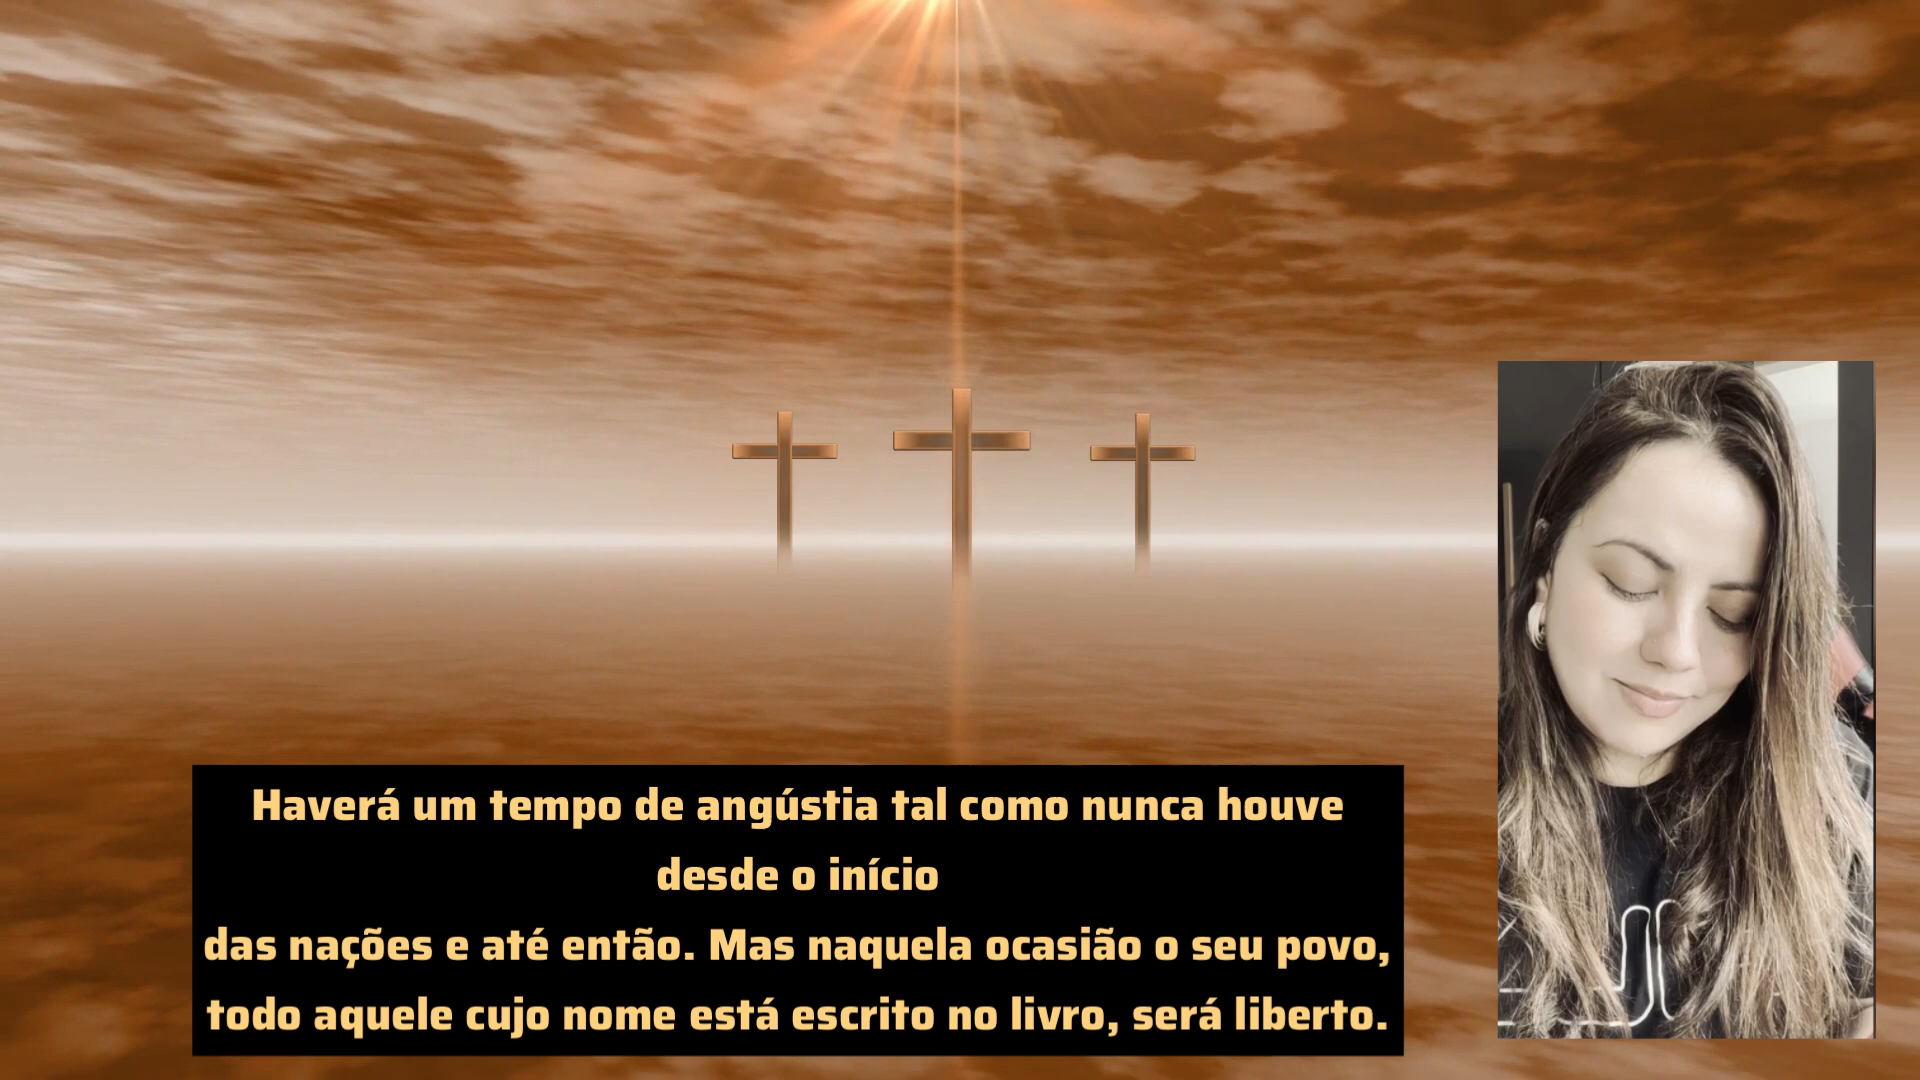 Haverá um tempo de angústia tal como nunca houve
desde o início
das nações e até então. Mas naquela ocasião o seu povo,
todo aquele cujo nome está escrito no livro, será liberto.